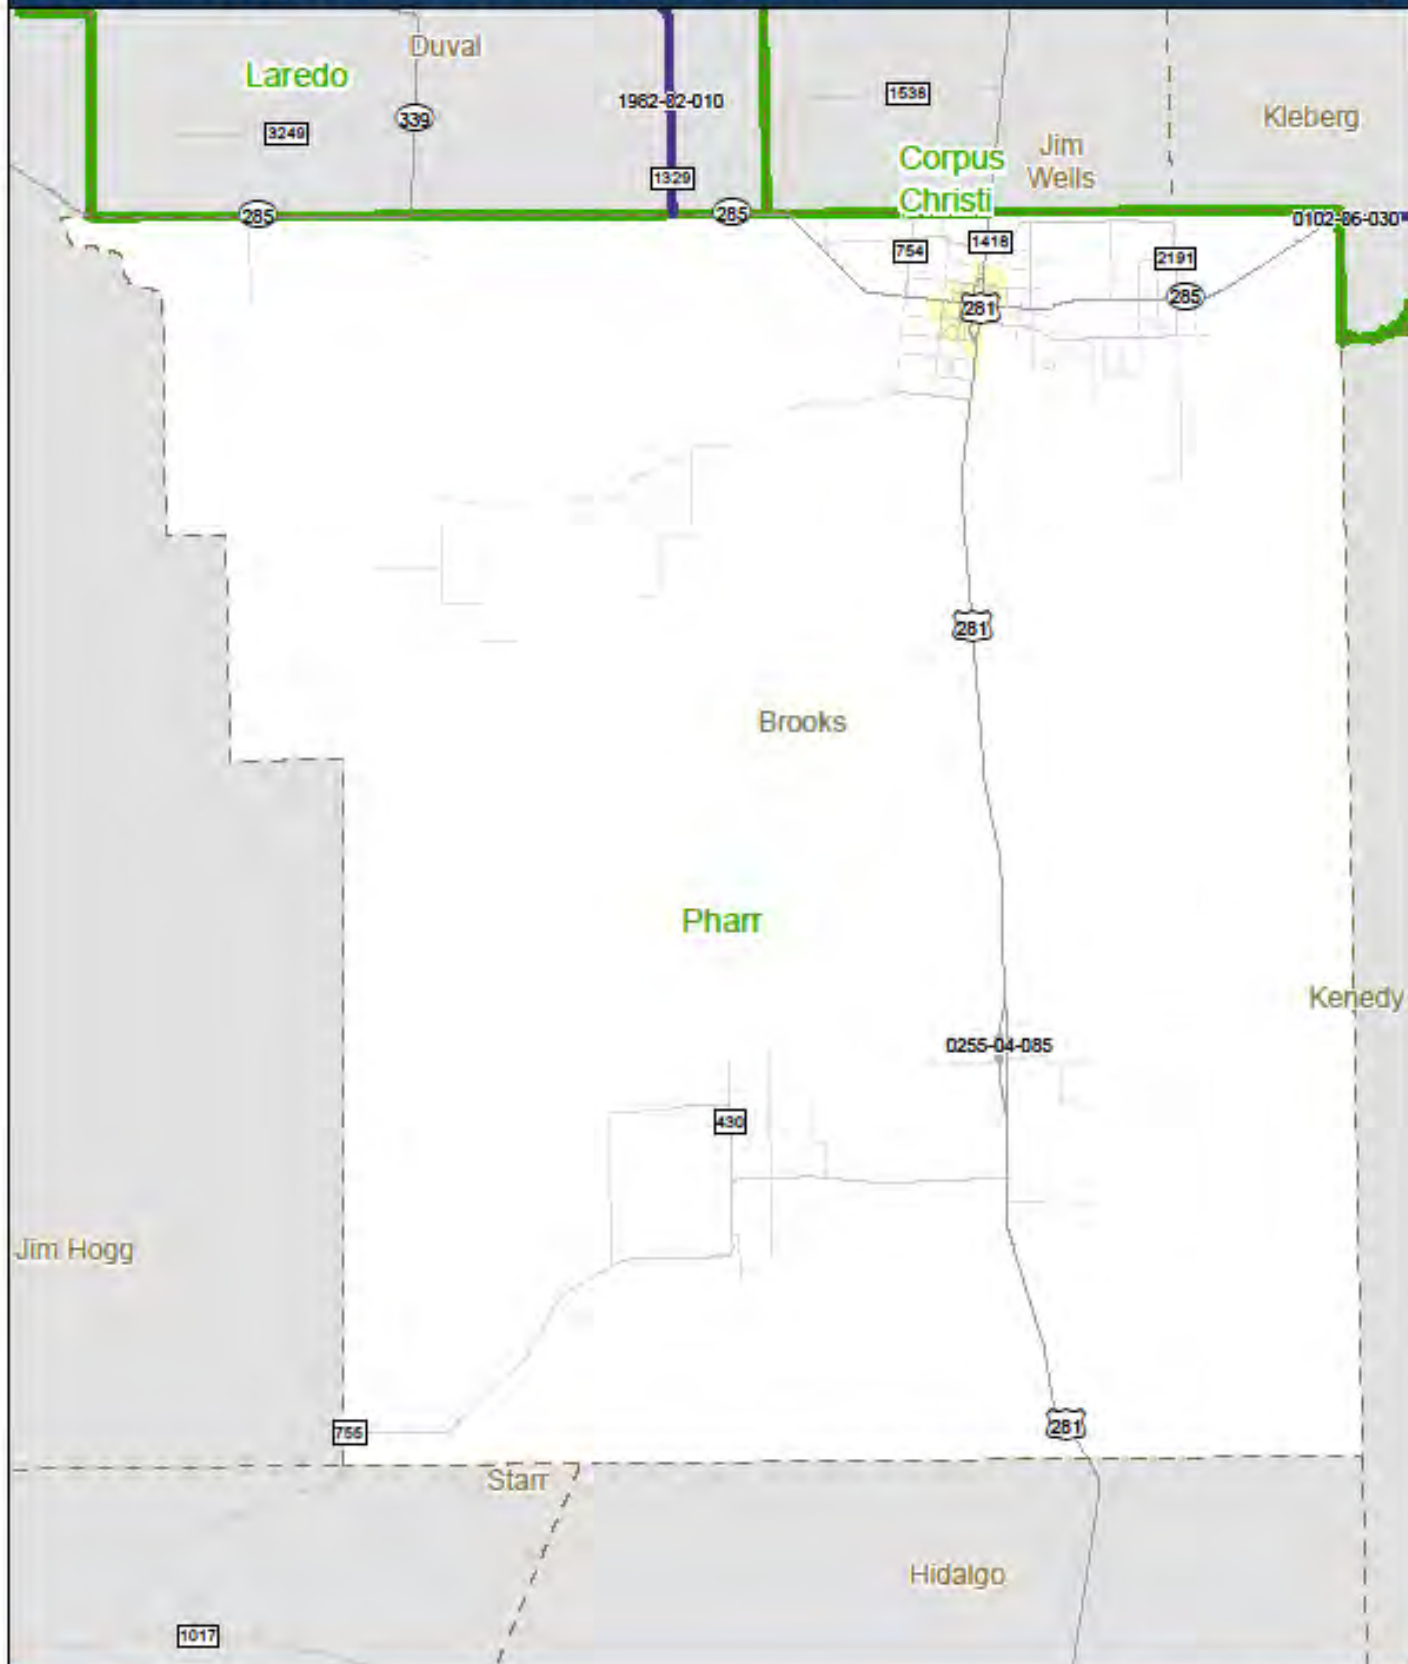 Duval
Laredo
1962-02-010
1538
3249
339
Kleberg
Jim
Wells
Corpus
Christi
1329
285
285
0102-06-030
754
1418
2191
285
281
281
Brooks
Pharr
Kenedy
0255-04-085
430
Jim Hogg
755
281
Starr
Hidalgo
1017